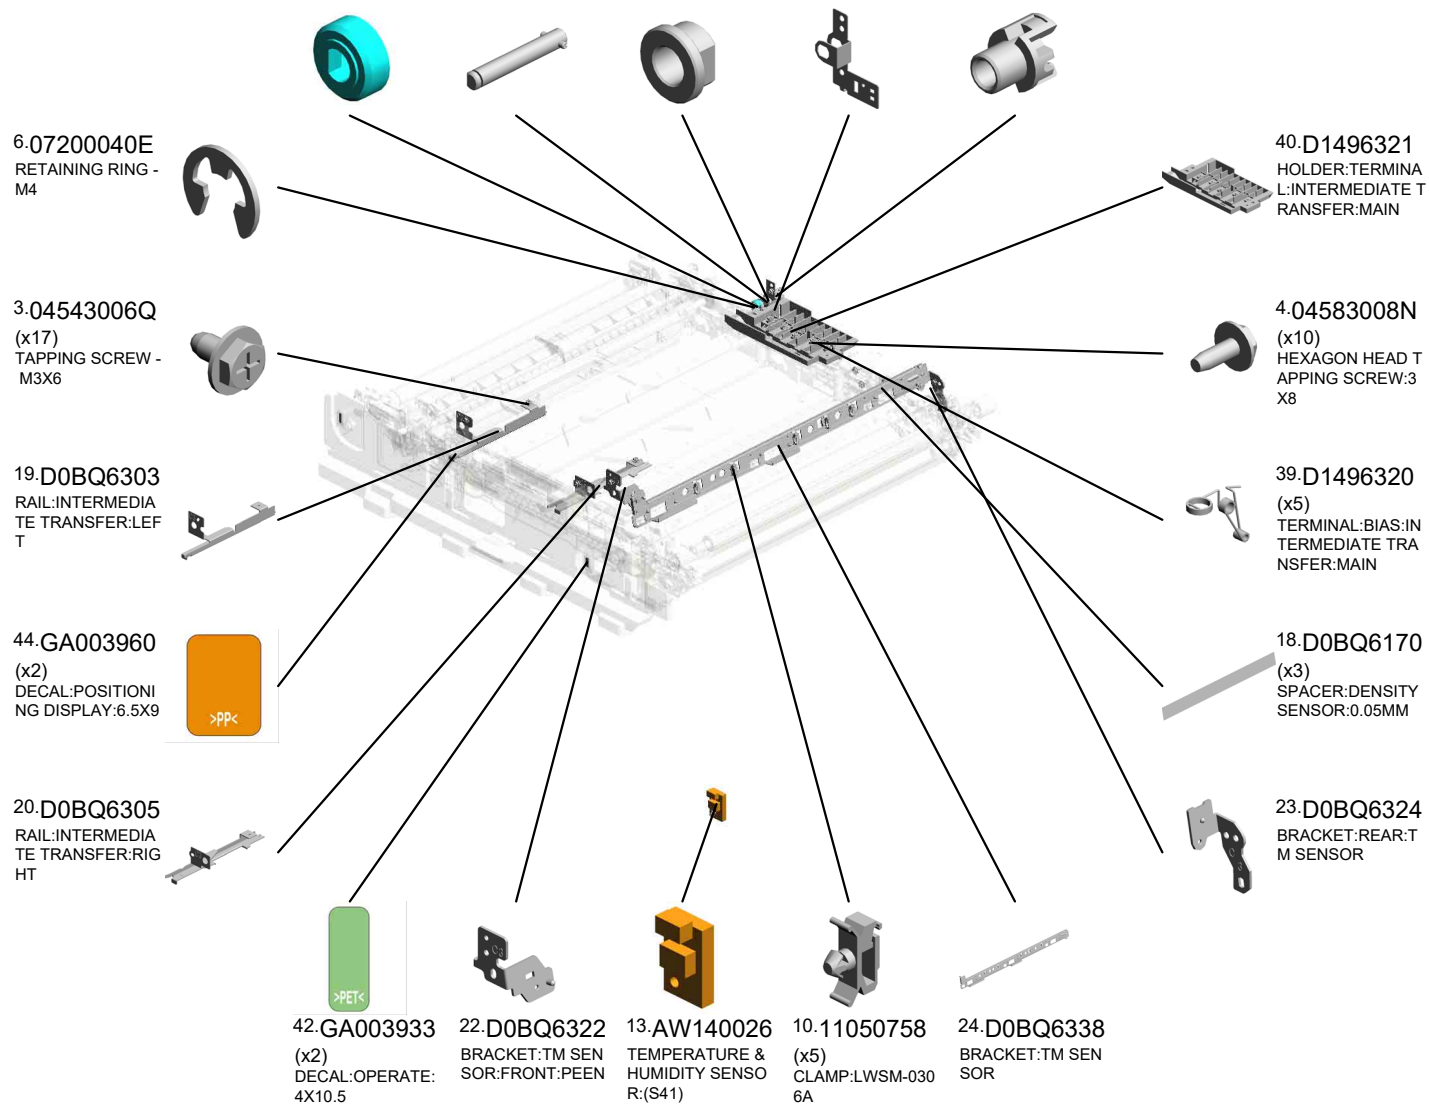 6.07200040E
RETAINING RING -
M4
3.04543006Q
(x17)
TAPPING SCREW -
M3X6
19.D0BQ6303
RAIL:INTERMEDIA
TE TRANSFER:LEF
T
44.GA003960
(x2)
DECAL:POSITIONI
NG DISPLAY:6.5X9
>PP<
20.D0BQ6305
RAIL:INTERMEDIA
TE TRANSFER:RIG
HT
40.D1496321
HOLDER:TERMINA
L:INTERMEDIATE T
RANSFER:MAIN
4.04583008N
(x10)
HEXAGON HEAD T
APPING SCREW:3
X8
39.D1496320
(x5)
TERMINAL:BIAS:IN
TERMEDIATE TRA
NSFER:MAIN
18.D0BQ6170
(x3)
SPACER:DENSITY
SENSOR:0.05MM
23.D0BQ6324
BRACKET:REAR:T
M SENSOR
>PET<
42.GA003933
(x2)
DECAL:OPERATE:
4X10.5
22.D0BQ6322
BRACKET:TM SEN
SOR:FRONT:PEEN
13.AW140026
TEMPERATURE &
HUMIDITY SENSO
R:(S41)
10.11050758
(x5)
CLAMP:LWSM-030
6A
24.D0BQ6338
BRACKET:TM SEN
SOR